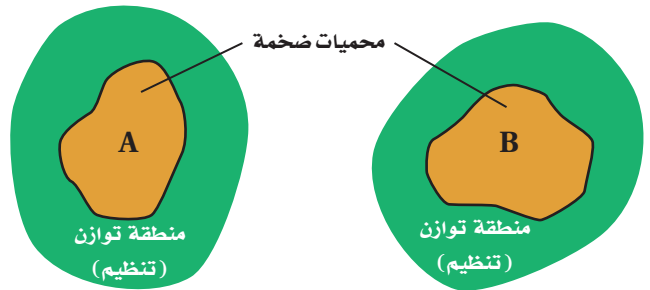 محميات ضخمة
A
B
منطقة توازن
(تنظيم)
منطقة توازن
(تنظيم)